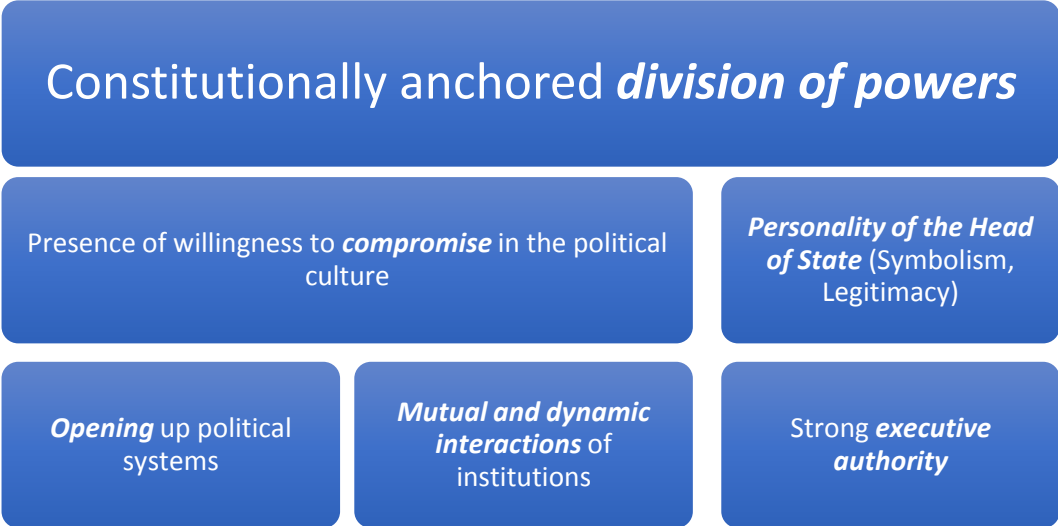 Constitutionally anchored division of powers
Presence of willingness to compromise in the political
culture
Personality of the Head
of State (Symbolism,
Legitimacy)
Opening up political
systems
Mutual and dynamic
interactions of
institutions
Strong executive
authority